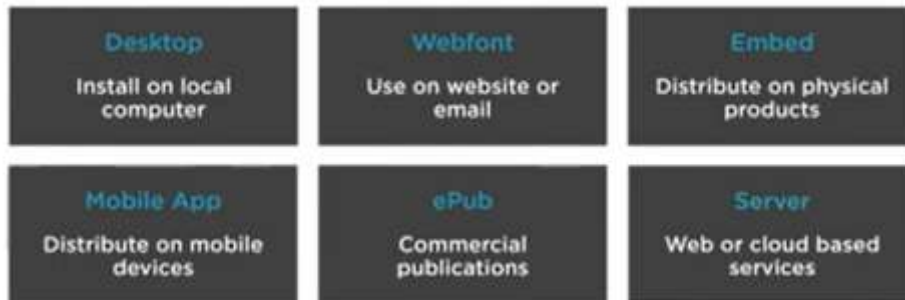 Desktop
Install on local
computer
Webfont
Use on website or
email
Embed
Distribute on physical
products
Mobile App
Distribute on mobile
devices
ePub
Commercial
publications
Server
Web or cloud based
services